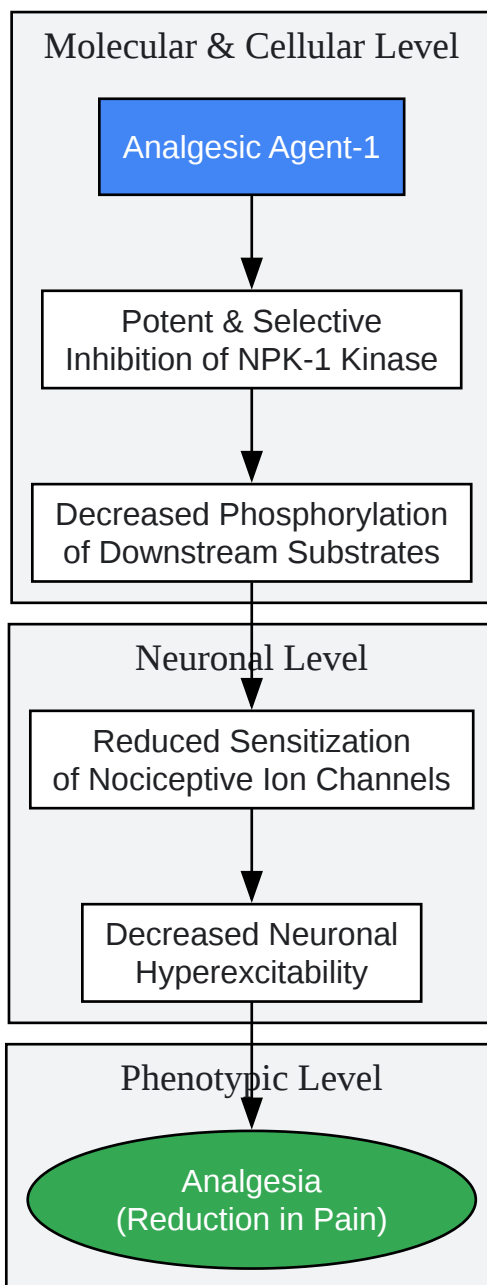 Molecular & Cellular Level
Analgesic Agent-1
Potent & Selective
Inhibition of NPK-1 Kinase
Decreased Phosphorylation
of Downstream Substrates
Neuronal Level
Reduced Sensitization
of Nociceptive Ion Channels
Decreased Neuronal
Hyperexcitability
Phenotypic Level
Analgesia
(Reduction in Pain)